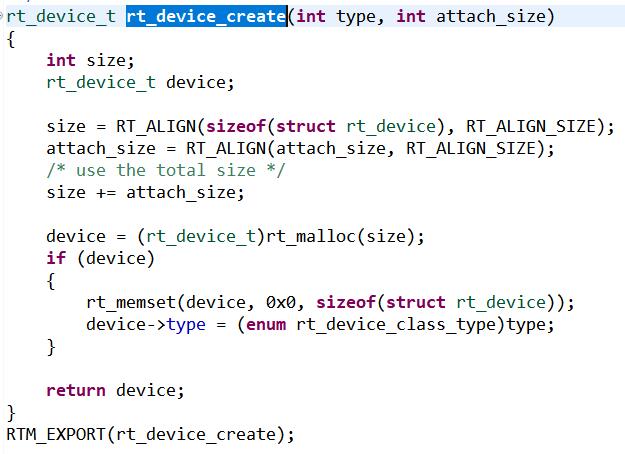 rt_device_t rt_device_create(int type, int attach_size)
{
    int size;
    rt_device_t device;

    size = RT_ALIGN(sizeof(struct rt_device), RT_ALIGN_SIZE);
    attach_size = RT_ALIGN(attach_size, RT_ALIGN_SIZE);
    /* use the total size */
    size += attach_size;

    device = (rt_device_t)rt_malloc(size);
    if (device)
    {
        rt_memset(device, 0x0, sizeof(struct rt_device));
        device->type = (enum rt_device_class_type)type;
    }

    return device;
}
RTM_EXPORT(rt_device_create);